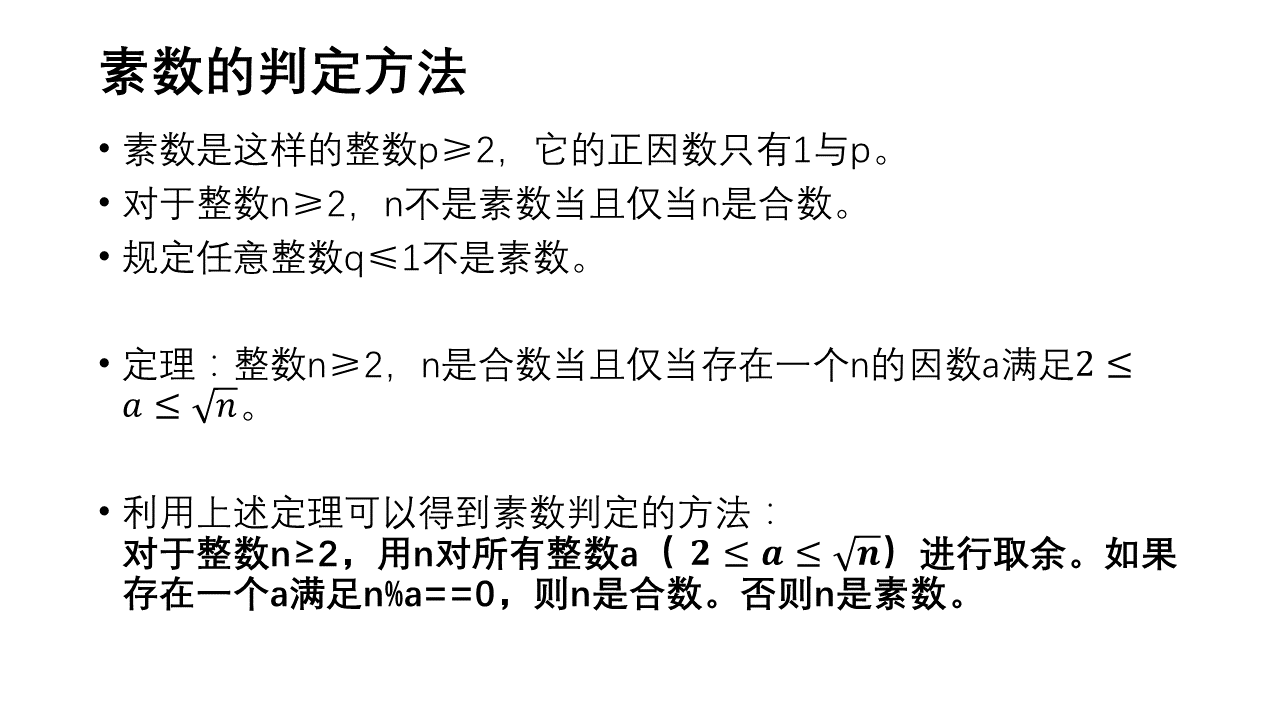 素数的判定方法
• 素数是这样的整数p⩾2，它的正因数只有1与p。
• 对于整数n⩾2，n不是素数当且仅当n是合数。
• 规定任意整数q⩽1不是素数。
• 定理：整数n⩾2，n是合数当且仅当存在一个n的因数a满足2 ≤
a ≤ √n。
• 利用上述定理可以得到素数判定的方法：
对于整数n≥2，用n对所有整数a（ 2 ≤ a ≤ √n）进行取余。如果
存在一个a满足n%a==0，则n是合数。否则n是素数。